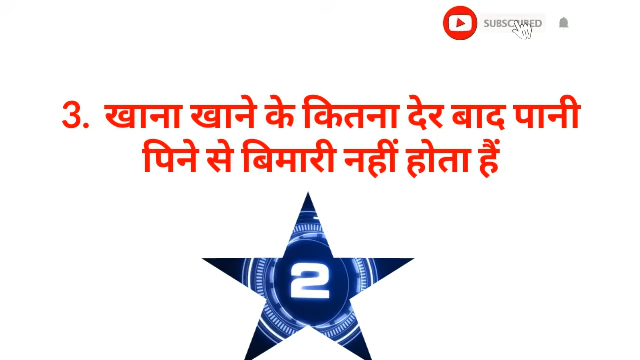 SUBSCRIBED
3. खाना खाने के कितना देर बाद पानी
पिने से बिमारी नहीं होता हैं
2